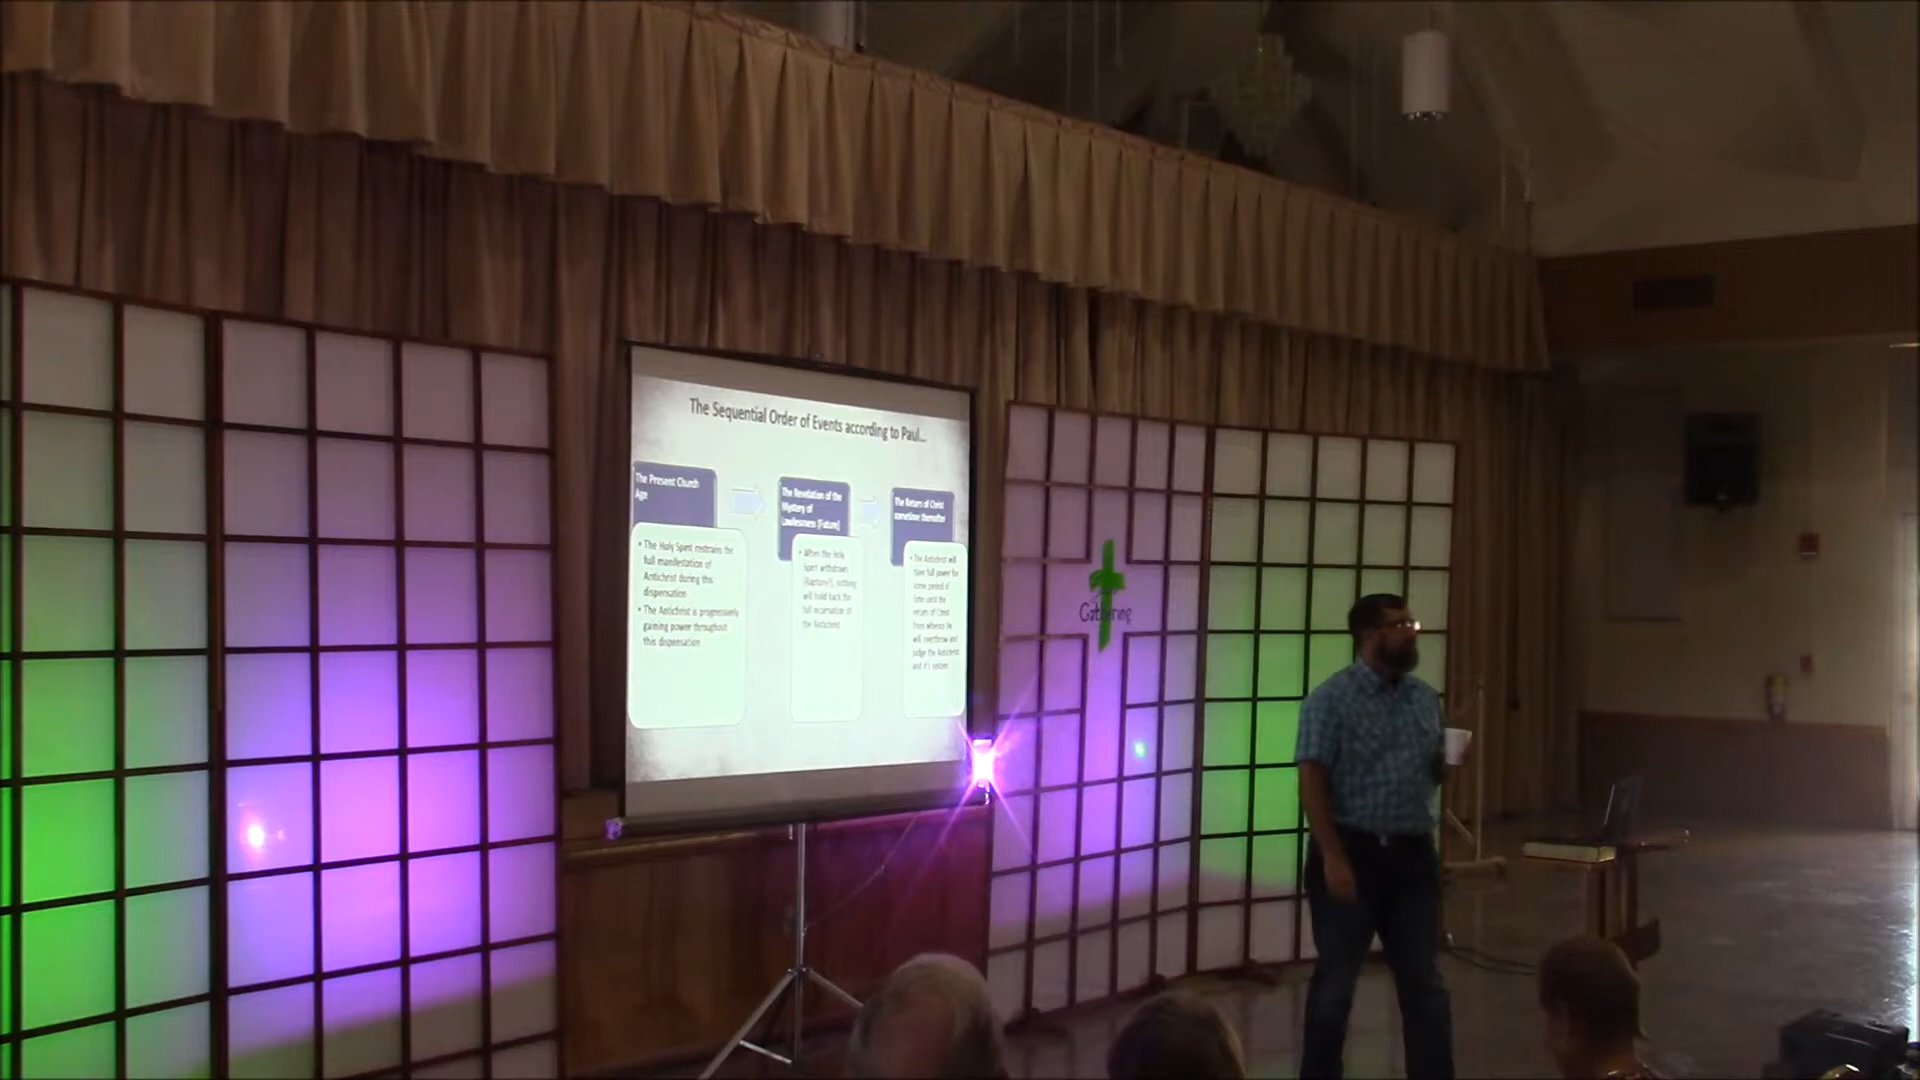 The Sequential Order of Events according to Paul...
The Present Church
Age
The Revelation of the
Mystery of
Lawlessness [Future]
The Return of Christ
sometime thereafter
• The Holy Spirit restrains the
full manifestation of
Antichrist during this
dispensation
• The Antichrist is progressively
gaining power throughout
this dispensation
• When the Holy
Spirit withdrawn
(Rapture?), nothing
will hold back the
full incarnation of
the Antichrist
• The Antichrist will
have full power for
some period of
time until the
return of Christ
from whence He
will overthrow and
judge the Antichrist
and it's system
Gathering